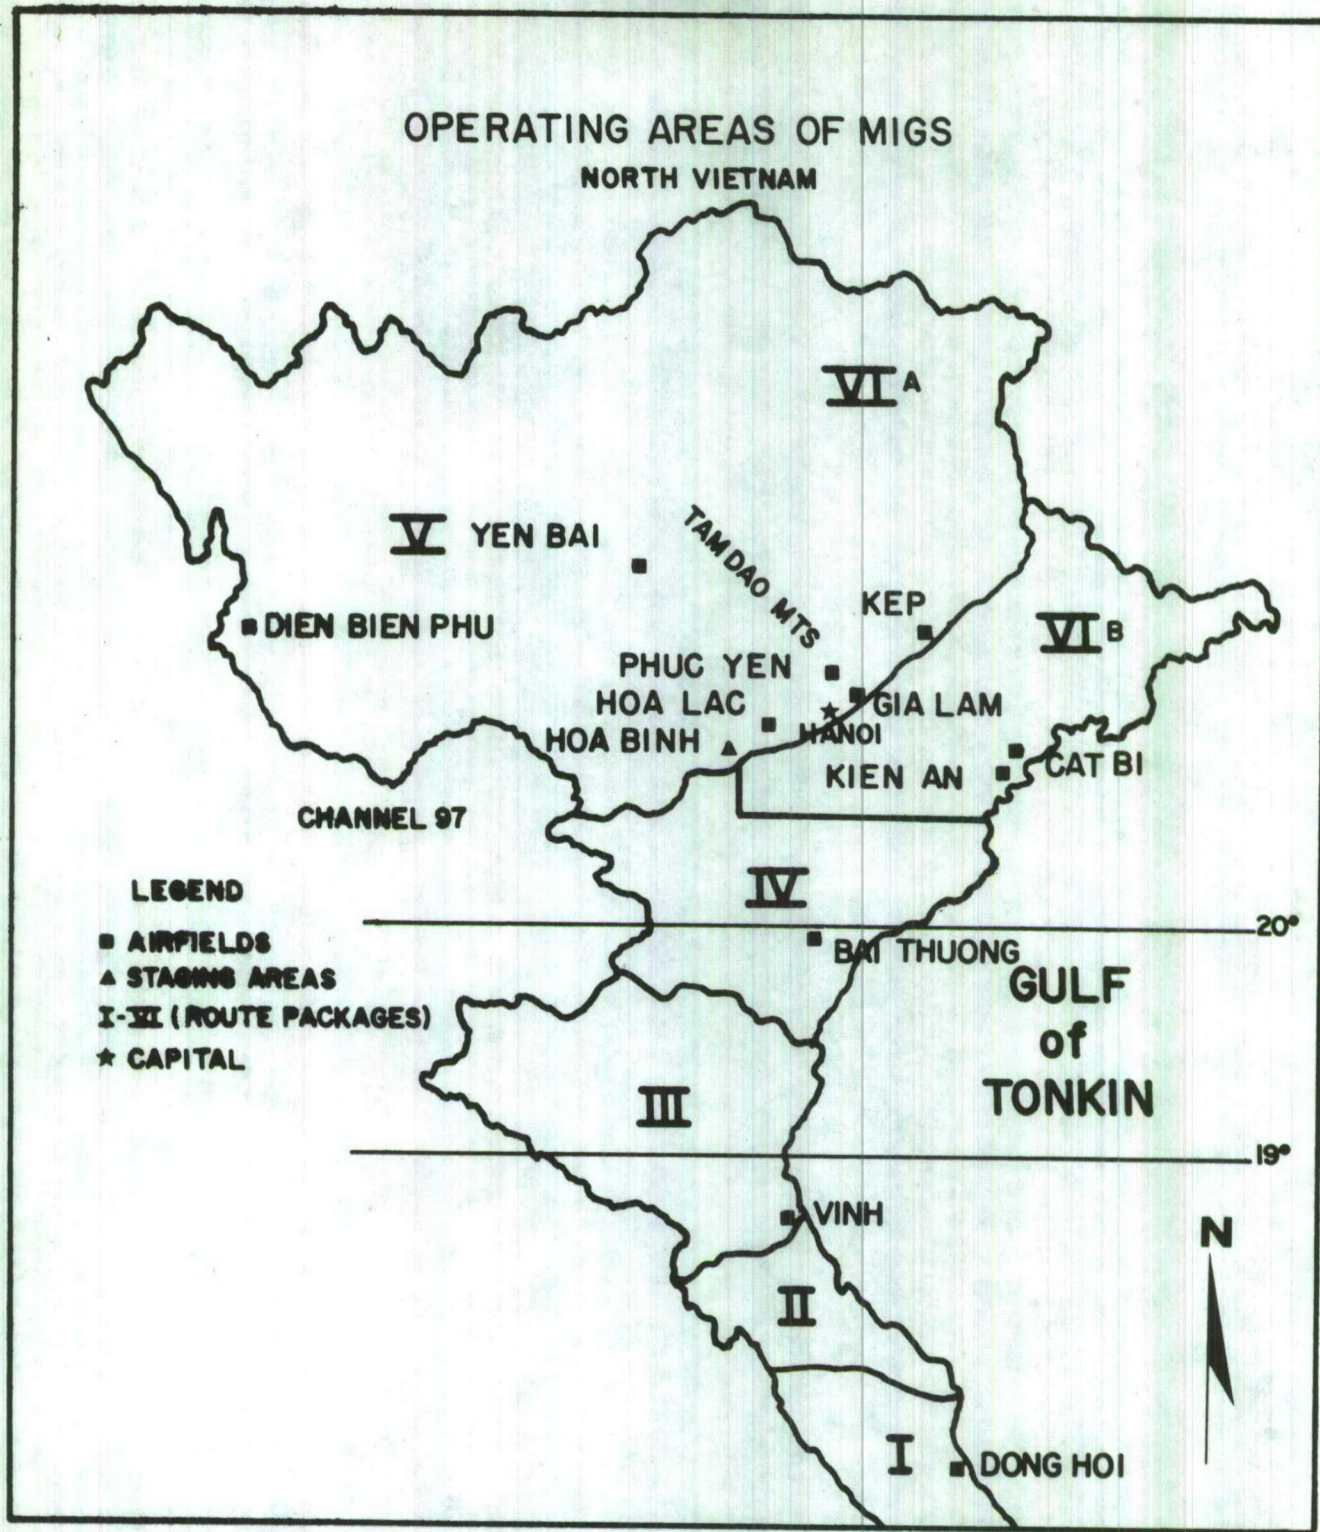 OPERATING AREAS OF MIGS
NORTH VIETNAM
VI A
V
YEN BAI
TAM DAO MTS
KEP
VI B
DIEN BIEN PHU
PHUC YEN
HOA LAC
GIA LAM
HANOI
HOA BINH
KIEN AN
CAT BI
CHANNEL 97
IV
LEGEND
AIRFIELDS
STAGING AREAS
I-VI (ROUTE PACKAGES)
CAPITAL
20°
BAI THUONG
GULF
of
TONKIN
III
19°
VINH
N
II
I
DONG HOI